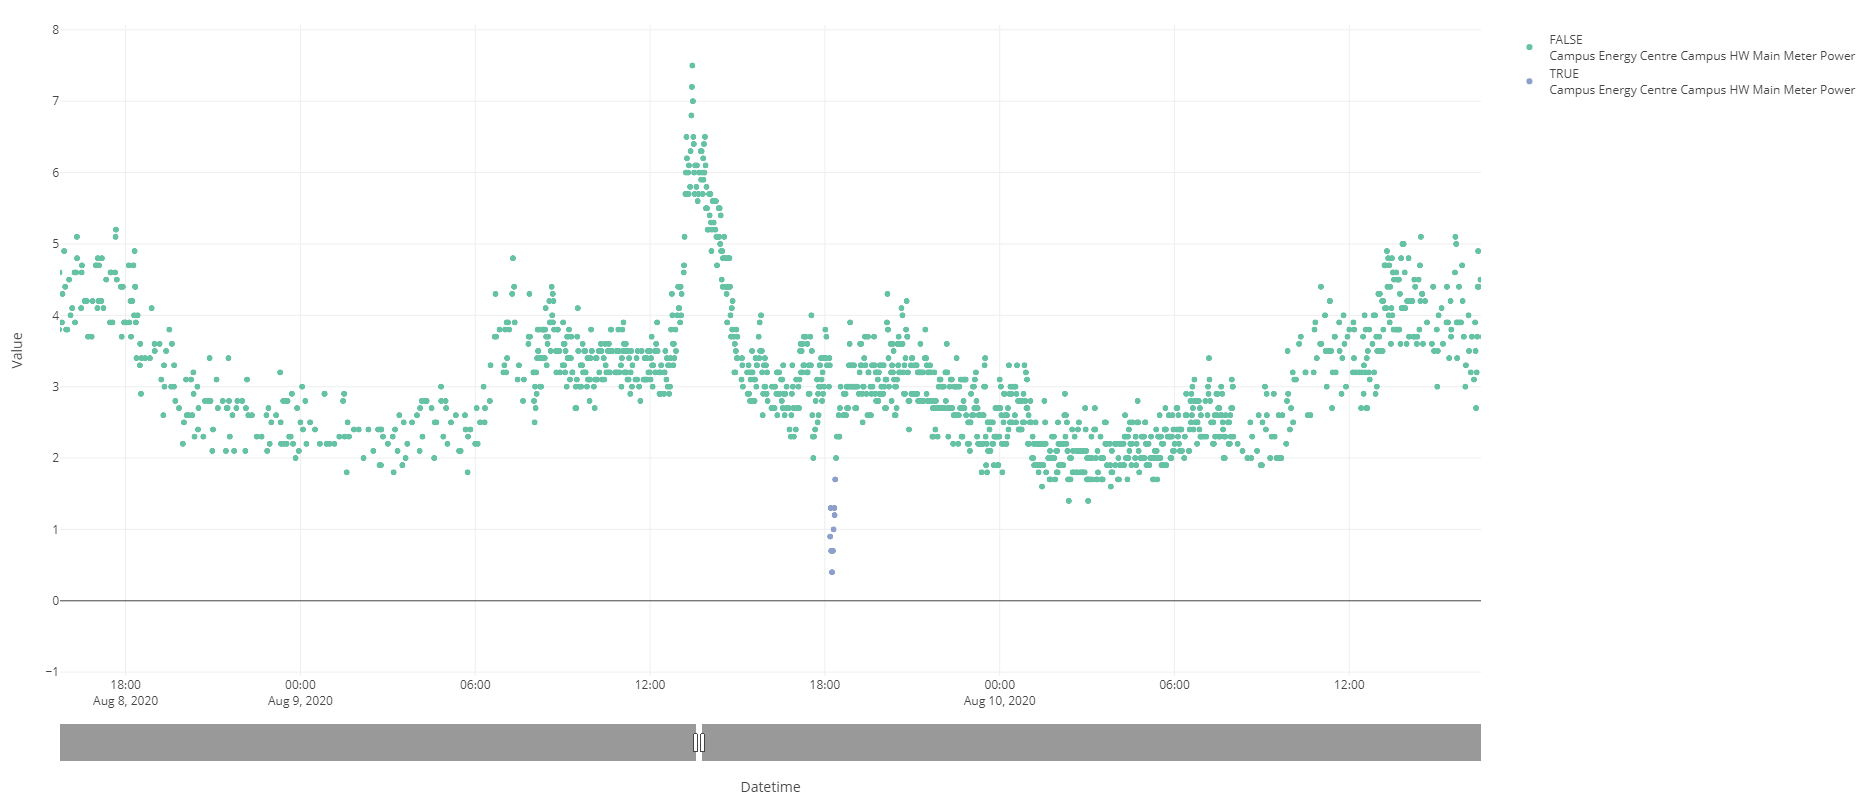 8
7
6
5
4
3
2
1
0
−1
Value
18:00
Aug 8, 2020
00:00
Aug 9, 2020
06:00
12:00
18:00
00:00
Aug 10, 2020
06:00
12:00
Datetime
FALSE
Campus Energy Centre Campus HW Main Meter Power
TRUE
Campus Energy Centre Campus HW Main Meter Power